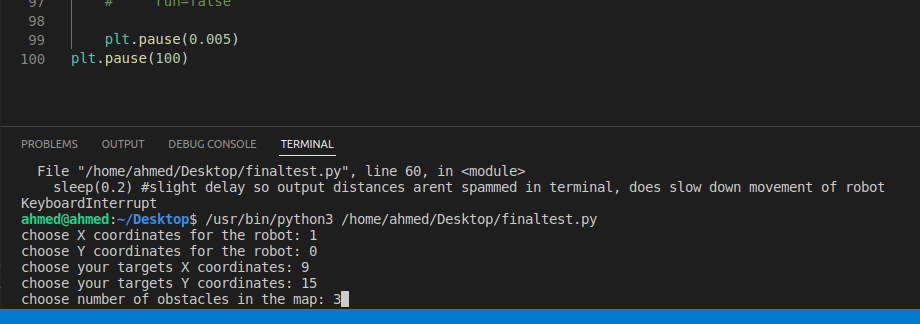 97 # run=false
98
99 plt.pause(0.005)
100 plt.pause(100)
PROBLEMS OUTPUT DEBUG CONSOLE TERMINAL
File "/home/ahmed/Desktop/finaltest.py", line 60, in <module>
sleep(0.2) #slight delay so output distances arent spammed in terminal, does slow down movement of robot
KeyboardInterrupt
ahmed@ahmed:~/Desktop$ /usr/bin/python3 /home/ahmed/Desktop/finaltest.py
choose X coordinates for the robot: 1
choose Y coordinates for the robot: 0
choose your targets X coordinates: 9
choose your targets Y coordinates: 15
choose number of obstacles in the map: 3